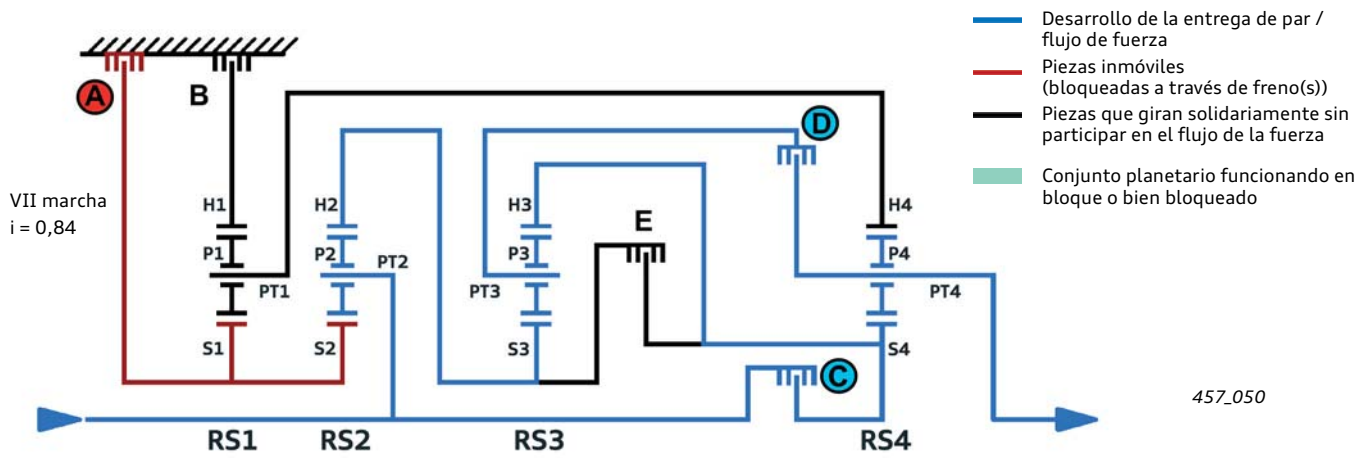 Desarrollo de la entrega de par /
flujo de fuerza
Piezas inmóviles
(bloqueadas a través de freno(s))
Piezas que giran solidariamente sin
participar en el flujo de la fuerza
Conjunto planetario funcionando en
bloque o bien bloqueado
VII marcha
i = 0,84
A
B
D
E
C
H1
H2
H3
H4
P1
P2
P3
P4
PT1
PT2
PT3
PT4
S1
S2
S3
S4
RS1
RS2
RS3
RS4
457_050